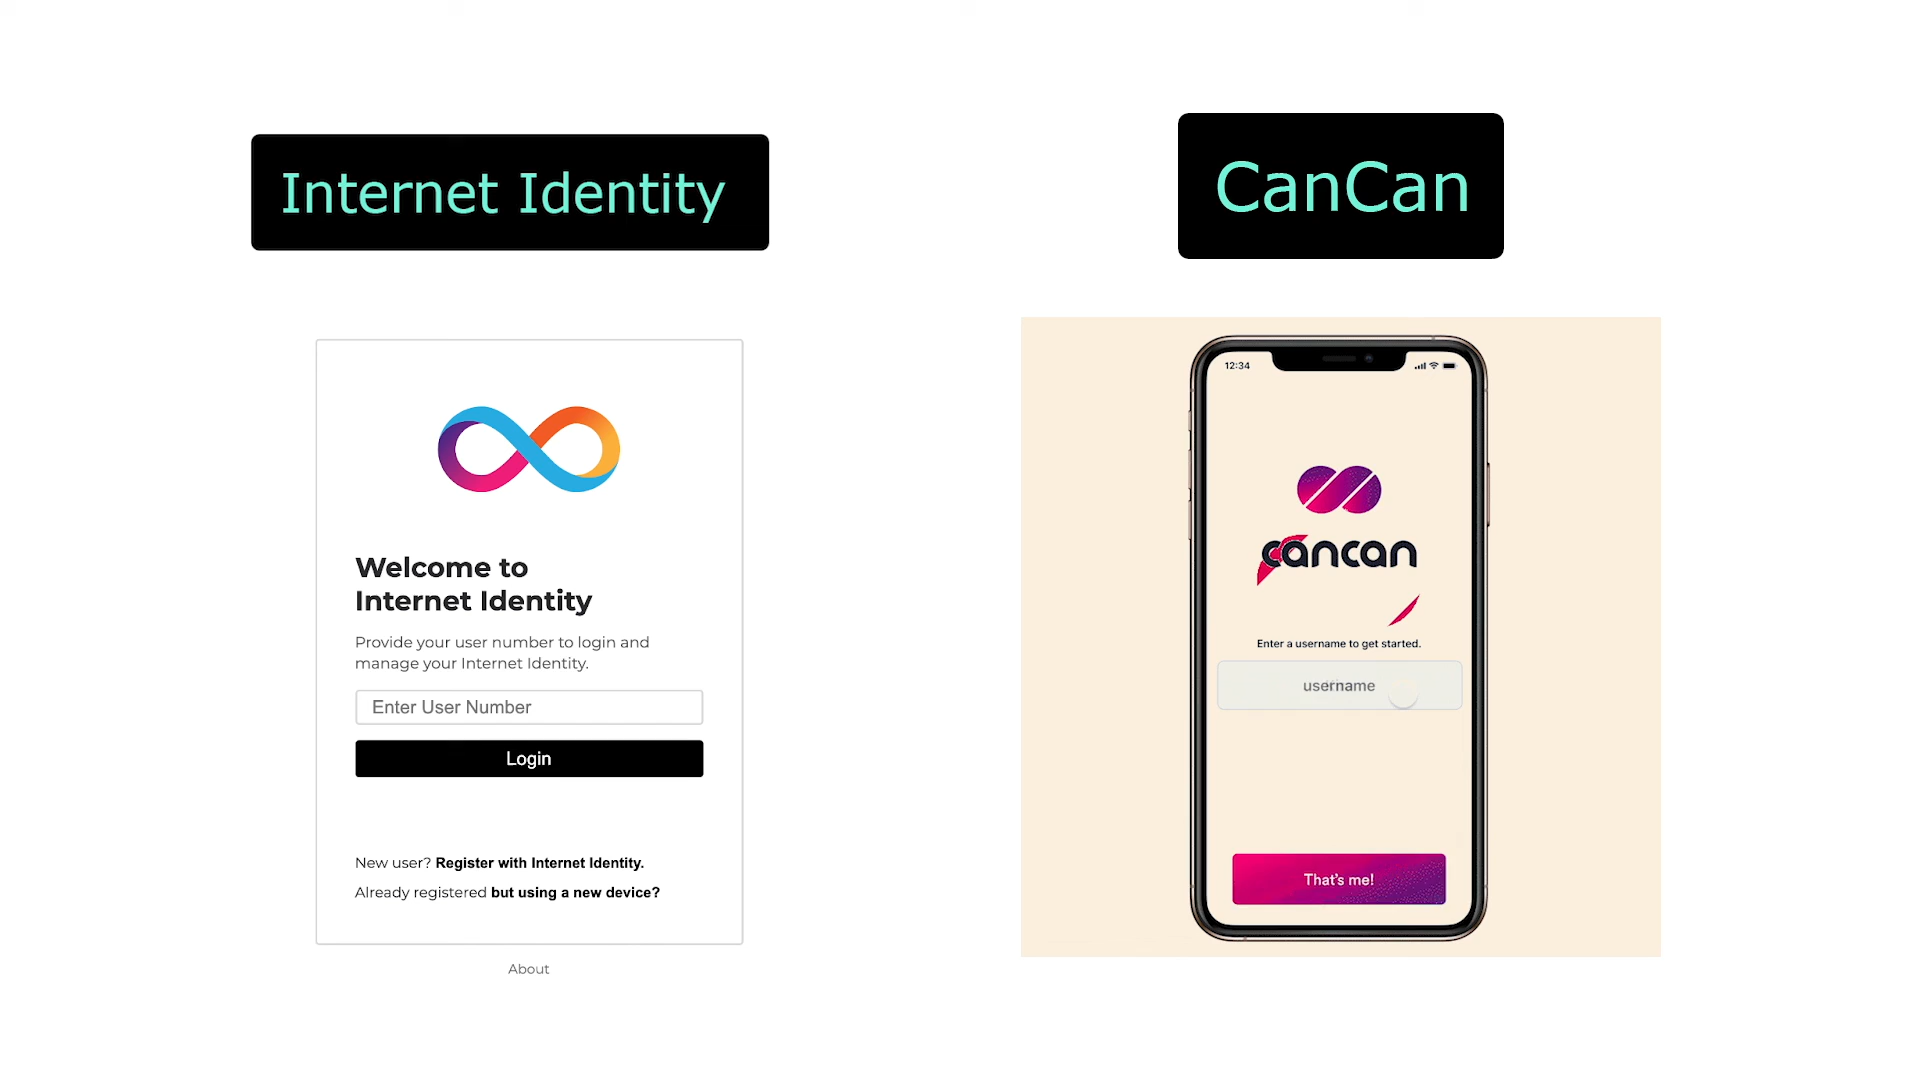 Internet Identity
Welcome to
Internet Identity
Provide your user number to login and
manage your Internet Identity.
Enter User Number
Login
New user? Register with Internet Identity.
Already registered but using a new device?
About
CanCan
12:34
cancan
Enter a username to get started.
username
That's me!